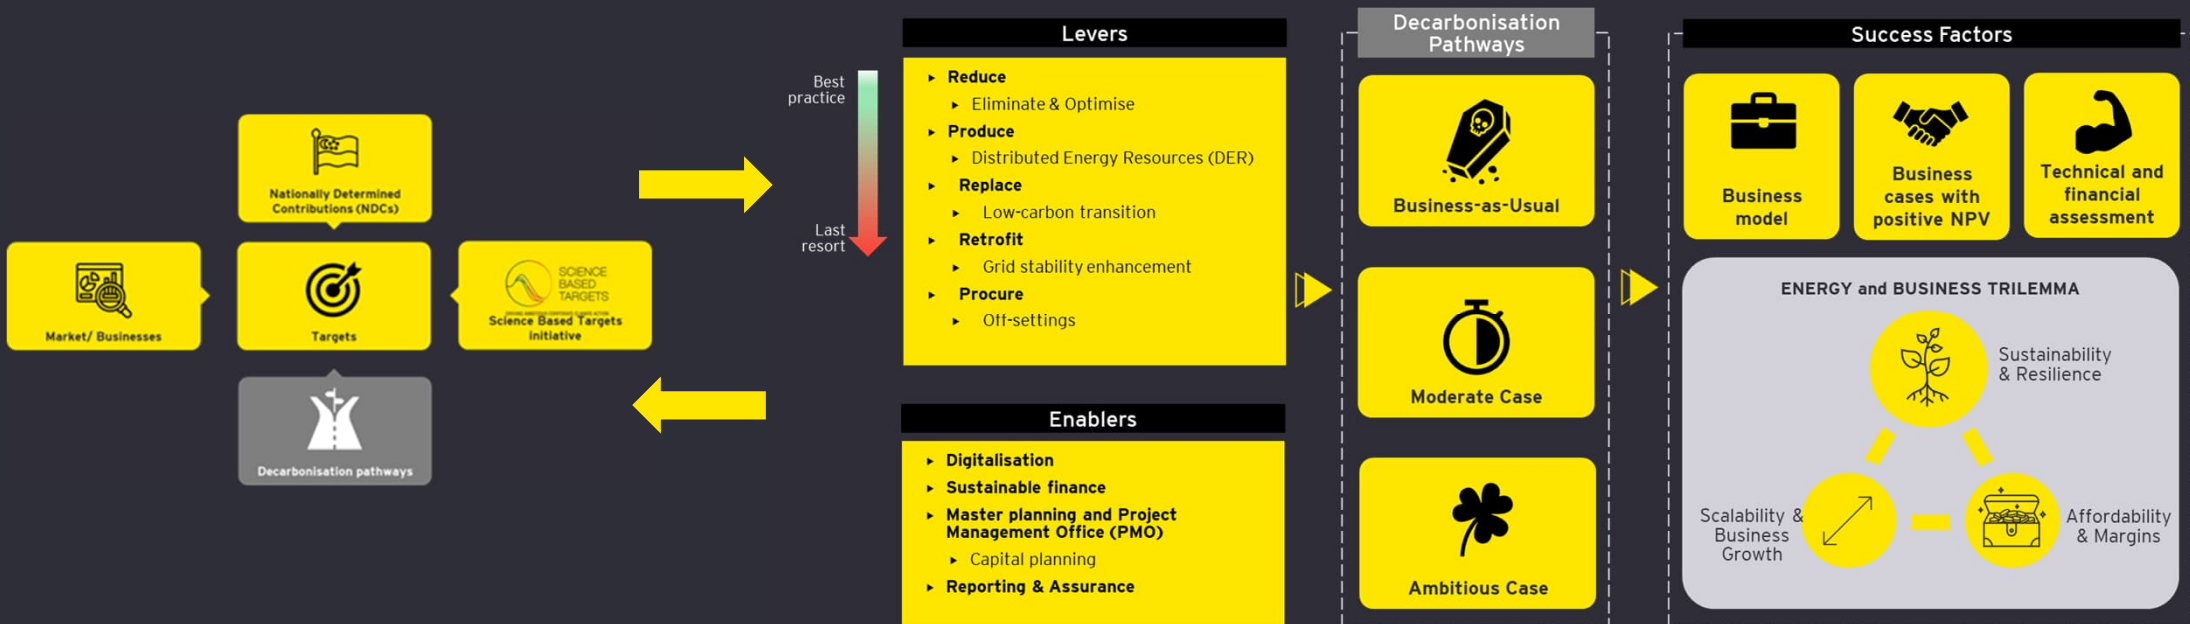 Nationally Determined
Contributions (NDCs)
Market/ Businesses
Targets
SCIENCE
BASED
TARGETS
Science Based Targets
initiative
Decarbonisation pathways
Best
practice
Last
resort
Levers
Reduce
Eliminate & Optimise
Produce
Distributed Energy Resources (DER)
Replace
Low-carbon transition
Retrofit
Grid stability enhancement
Procure
Off-settings
Enablers
Digitalisation
Sustainable finance
Master planning and Project
Management Office (PMO)
Capital planning
Reporting & Assurance
Decarbonisation
Pathways
Business-as-Usual
Moderate Case
Ambitious Case
Success Factors
Business
model
Business
cases with
positive NPV
Technical and
financial
assessment
ENERGY and BUSINESS TRILEMMA
Sustainability
& Resilience
Scalability &
Business
Growth
Affordability
& Margins